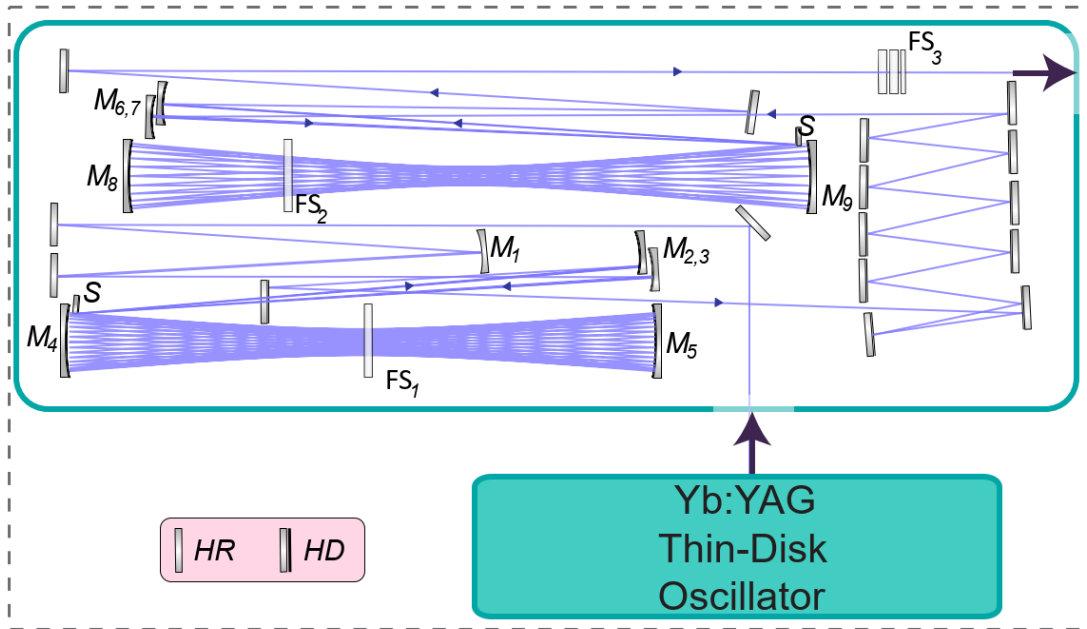 FS3
M6,7
S
M8
FS2
M9
M1
M2,3
S
M4
M5
FS1
Yb:YAG
Thin-Disk
Oscillator
HR
HD